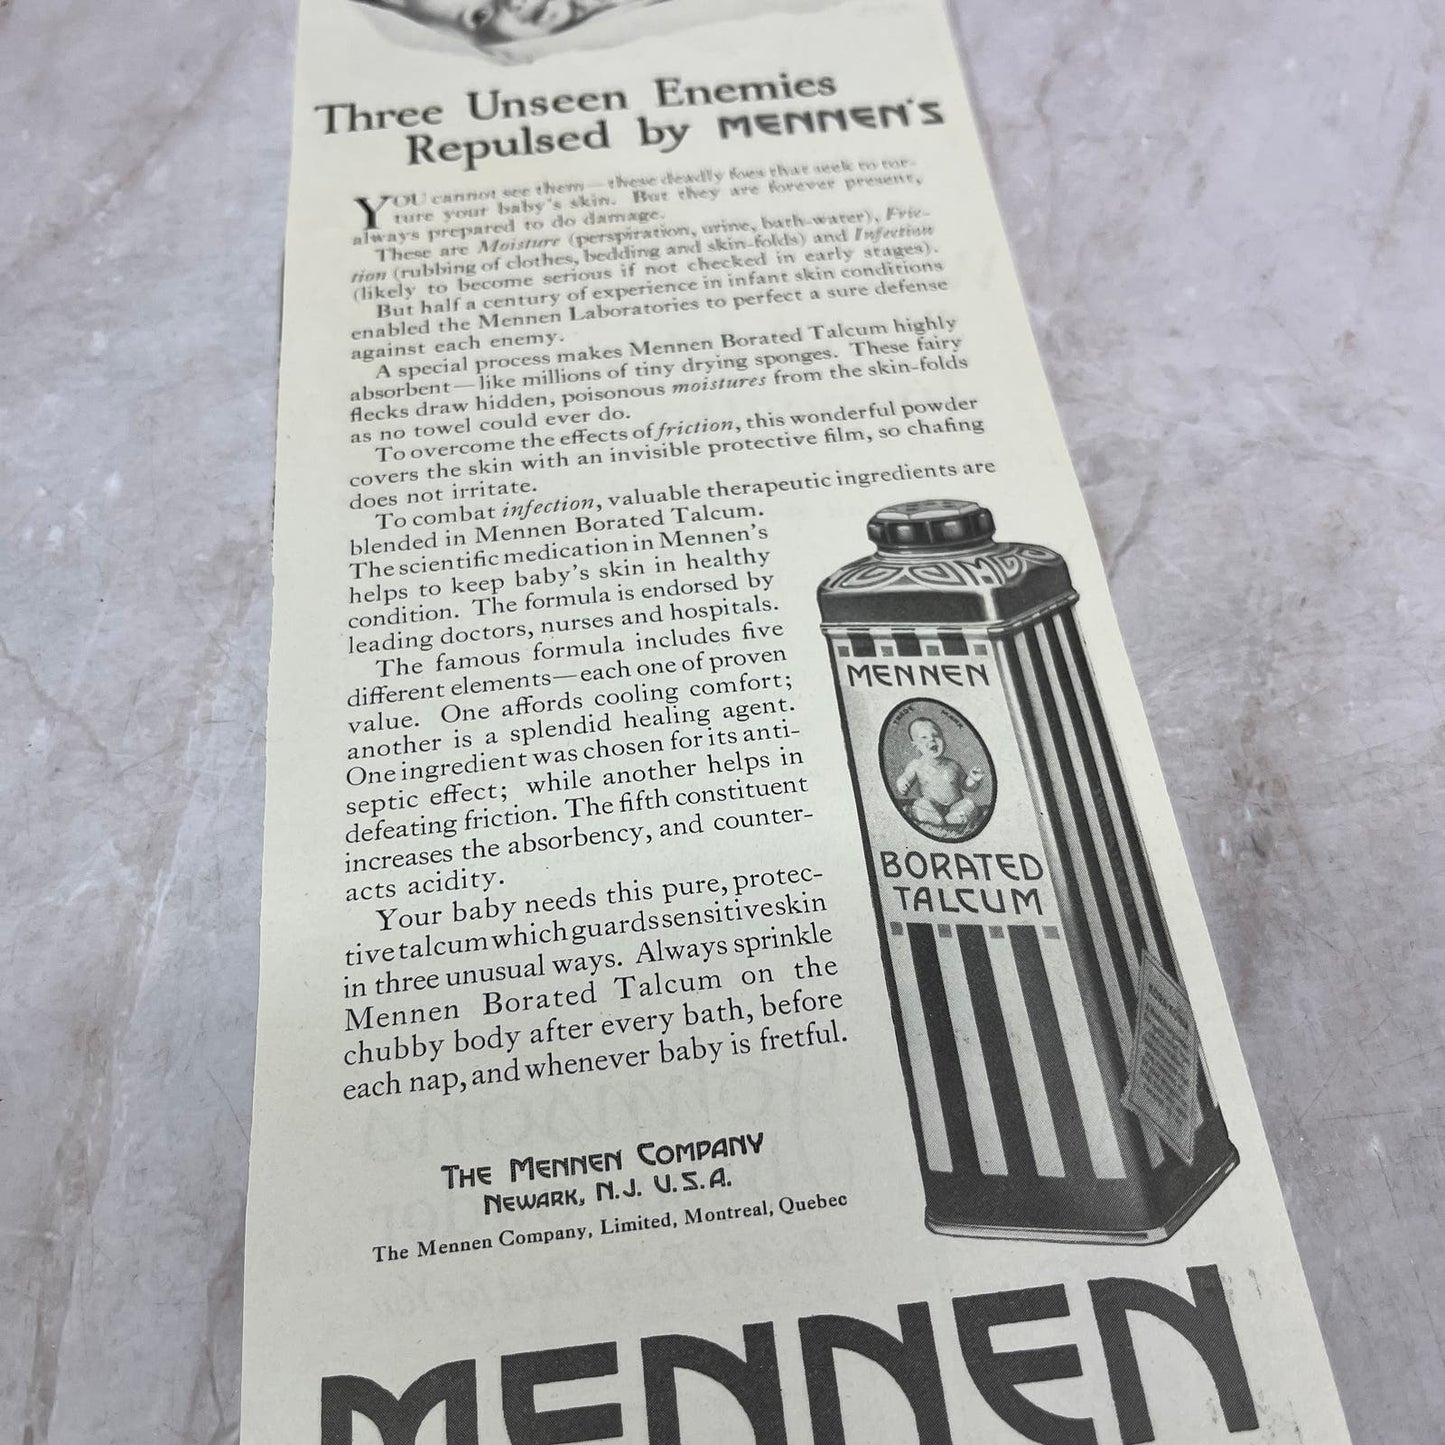 Three Unseen Enemies
Repulsed by MENNEN'S
YOU cannot see them—these deadly foes that seek to tor-
ture your baby's skin. But they are forever present,
always prepared to do damage.
These are Moisture (perspiration, urine, bath-water), Fric-
tion (rubbing of clothes, bedding and skin-folds) and Infection
(likely to become serious if not checked in early stages).
But half a century of experience in infant skin conditions
enabled the Mennen Laboratories to perfect a sure defense
against each enemy.
A special process makes Mennen Borated Talcum highly
absorbent—like millions of tiny drying sponges. These fairy
flecks draw hidden, poisonous moistures from the skin-folds
as no towel could ever do.
To overcome the effects of friction, this wonderful powder
covers the skin with an invisible protective film, so chafing
does not irritate.
To combat infection, valuable therapeutic ingredients are
blended in Mennen Borated Talcum.
The scientific medication in Mennen's
helps to keep baby's skin in healthy
condition. The formula is endorsed by
leading doctors, nurses and hospitals.
The famous formula includes five
different elements—each one of proven
value. One affords cooling comfort;
another is a splendid healing agent.
One ingredient was chosen for its anti-
septic effect; while another helps in
defeating friction. The fifth constituent
increases the absorbency, and counter-
acts acidity.
Your baby needs this pure, protec-
tive talcum which guards sensitive skin
in three unusual ways. Always sprinkle
Mennen Borated Talcum on the
chubby body after every bath, before
each nap, and whenever baby is fretful.
THE MENNEN COMPANY
NEWARK, N.J. U.S.A.
The Mennen Company, Limited, Montreal, Quebec
MENNEN
TRADE MARK
BORATED
TALCUM
MENNEN